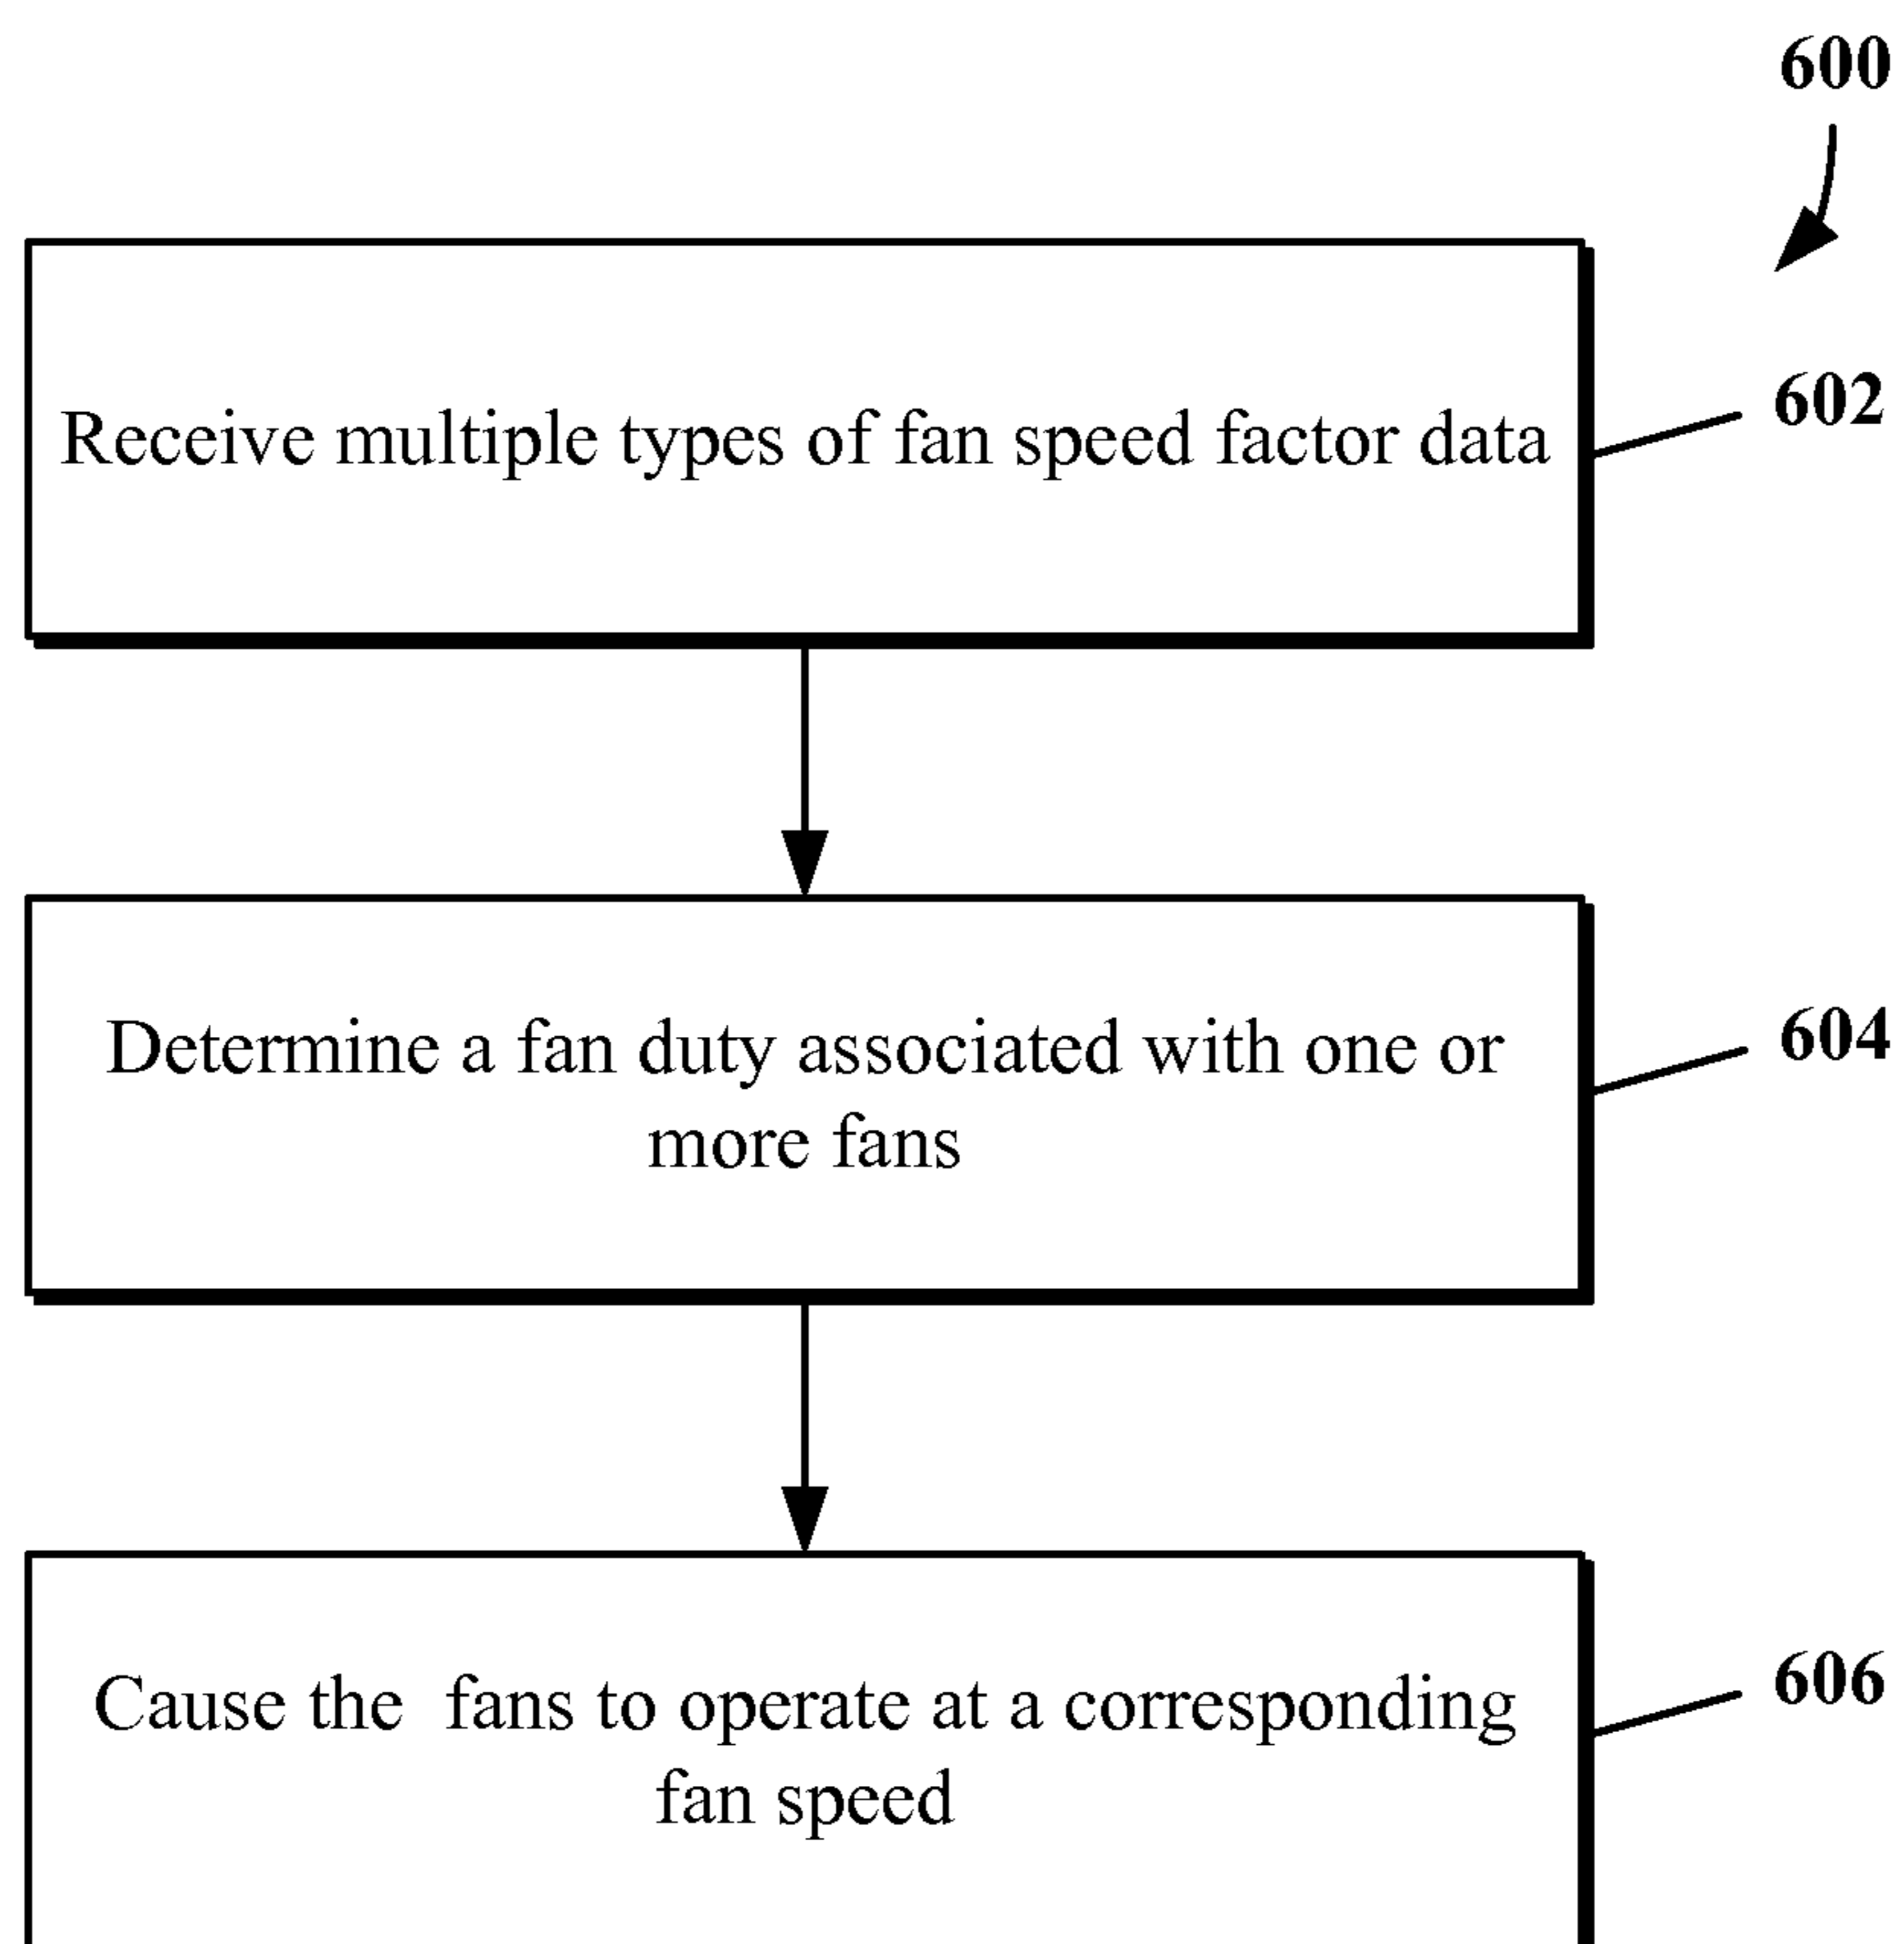 600
Receive multiple types of fan speed factor data
602
Determine a fan duty associated with one or
more fans
604
Cause the  fans to operate at a corresponding
fan speed
606